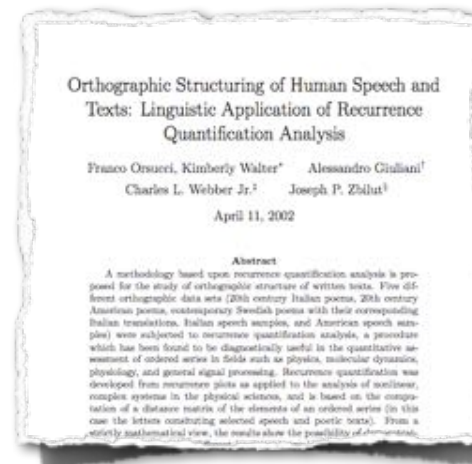 Orthographic Structuring of Human Speech and
Texts: Linguistic Application of Recurrence
Quantification Analysis
Franco Orsucci, Kimberly Walter* Alessandro Giuliani†
Charles L. Webber Jr.‡ Joseph P. Zbilut§
April 11, 2002
Abstract
A methodology based upon recurrence quantification analysis is pro-
posed for the study of orthographic structure of written texts. Five dif-
ferent orthographic data sets (20th century Italian poems, 20th century
American poems, contemporary Swedish poems with their corresponding
Italian translations, Italian speech samples, and American speech sam-
ples) were subjected to recurrence quantification analysis, a procedure
which has been found to be diagnostically useful in the quantitative as-
sessment of ordered series in fields such as physics, molecular dynamics,
physiology, and general signal processing. Recurrence quantification was
developed from recurrence plots as applied to the analysis of nonlinear,
complex systems in the physical sciences, and is based on the compu-
tation of a distance matrix of the elements of an ordered series (in this
case the letters consituting selected speech and poetic texts). From a
strictly mathematical view, the results show the possibility of